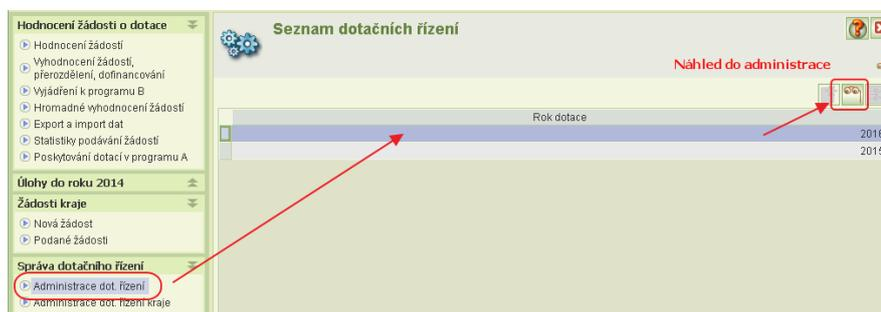 Hodnocení žádostí o dotace
Hodnocení žádostí
Vyhodnocení žádostí,
přerozdělení, dofinancování
Vyjádření k programu B
Hromadné vyhodnocení žádostí
Export a import dat
Statistiky podávání žádostí
Poskytování dotací v programu A
Úlohy do roku 2014
Žádosti kraje
Nová žádost
Podané žádosti
Správa dotačního řízení
Administrace dot. řízení
Administrace dot. řízení kraje
Seznam dotačních řízení
Náhled do administrace
Rok dotace
2016
2015